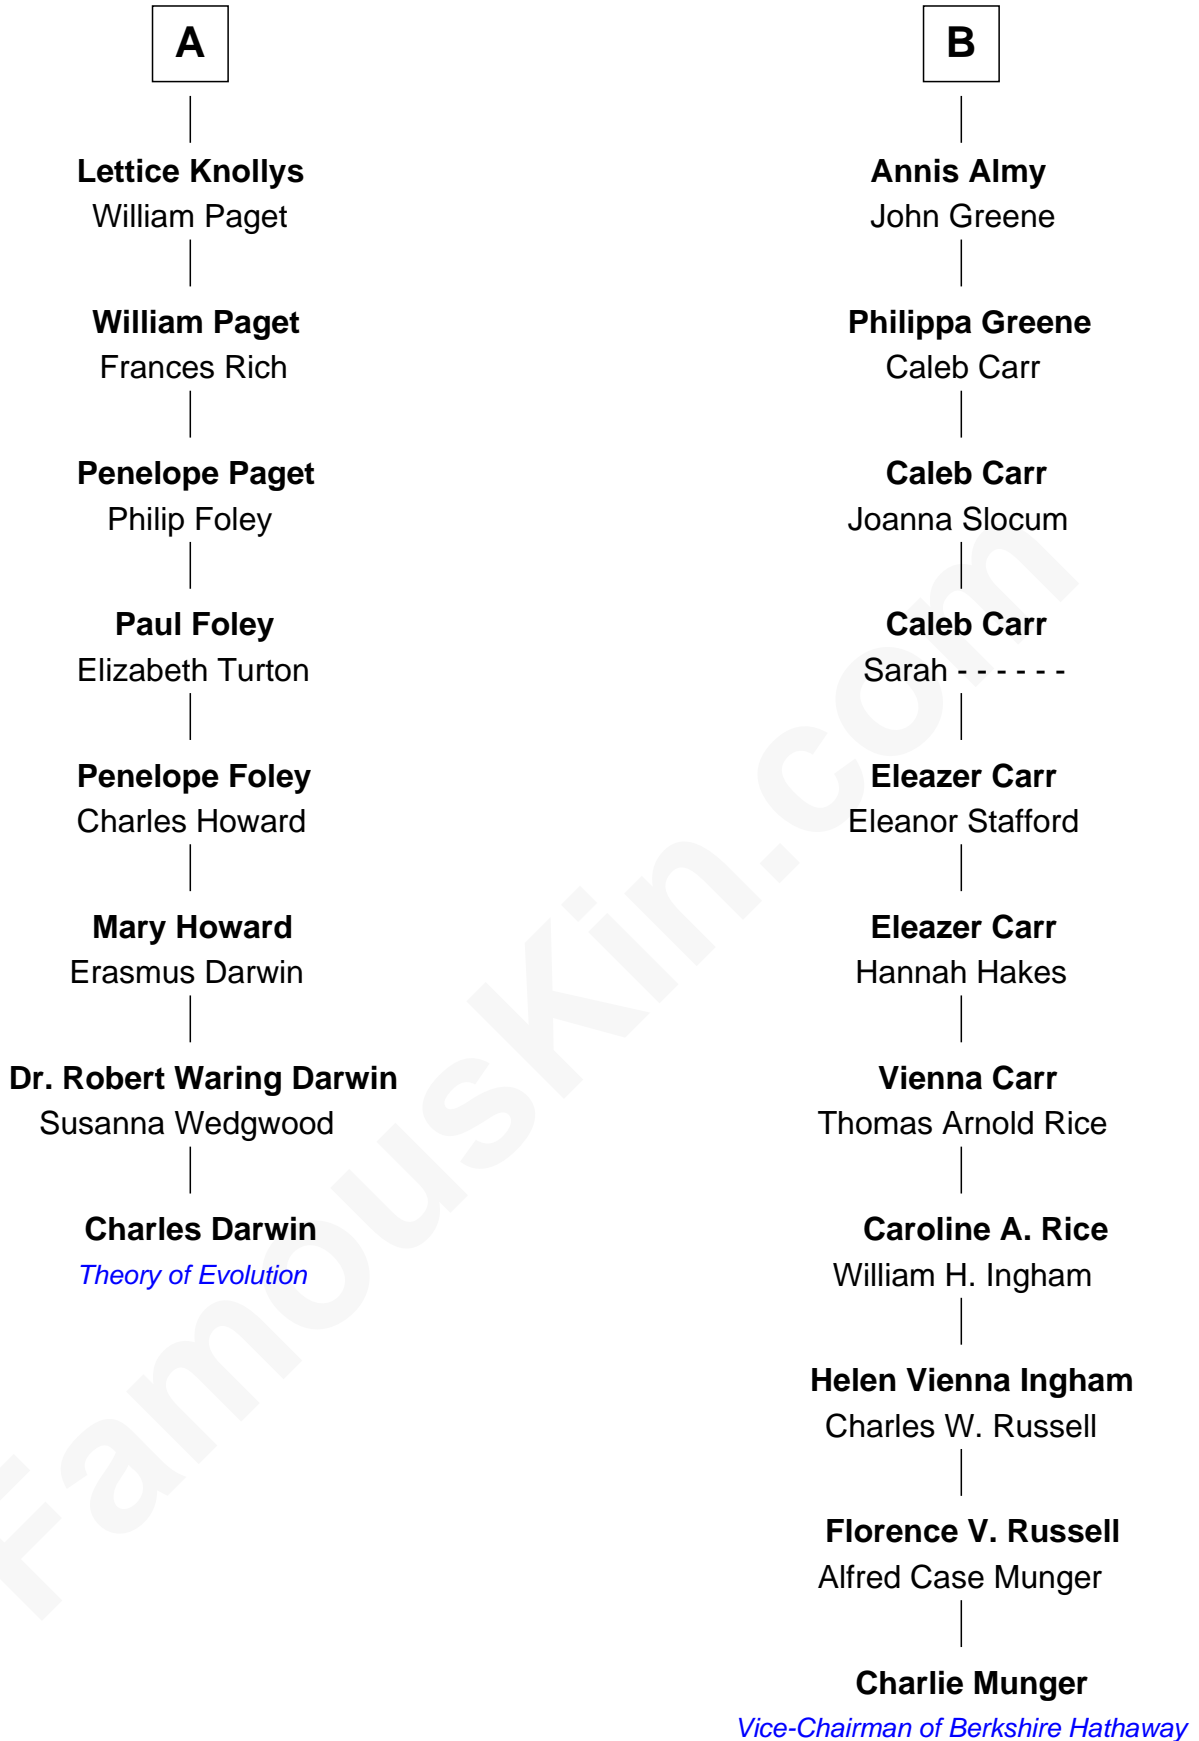 A
Lettice Knollys
William Paget
William Paget
Frances Rich
Penelope Paget
Philip Foley
Paul Foley
Elizabeth Turton
Penelope Foley
Charles Howard
Mary Howard
Erasmus Darwin
Dr. Robert Waring Darwin
Susanna Wedgwood
Charles Darwin
Theory of Evolution
B
Annis Almy
John Greene
Philippa Greene
Caleb Carr
Caleb Carr
Joanna Slocum
Caleb Carr
Sarah - - - - - -
Eleazer Carr
Eleanor Stafford
Eleazer Carr
Hannah Hakes
Vienna Carr
Thomas Arnold Rice
Caroline A. Rice
William H. Ingham
Helen Vienna Ingham
Charles W. Russell
Florence V. Russell
Alfred Case Munger
Charlie Munger
Vice-Chairman of Berkshire Hathaway
FamousKin.com